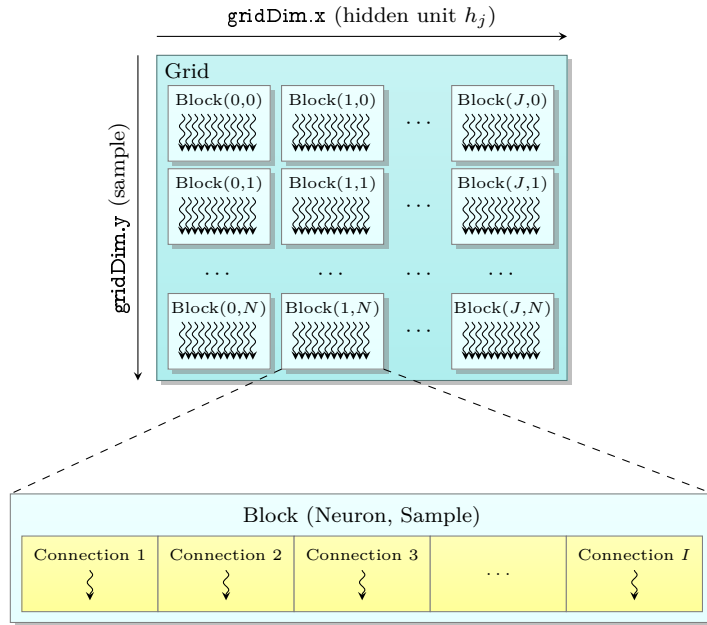 gridDim.x (hidden unit h_j)
gridDim.y (sample)
Grid
Block(0,0) Block(1,0) ... Block(J,0)
Block(0,1) Block(1,1) ... Block(J,1)
... ... ... ...
Block(0,N) Block(1,N) ... Block(J,N)
Block (Neuron, Sample)
Connection 1 Connection 2 Connection 3 ... Connection I